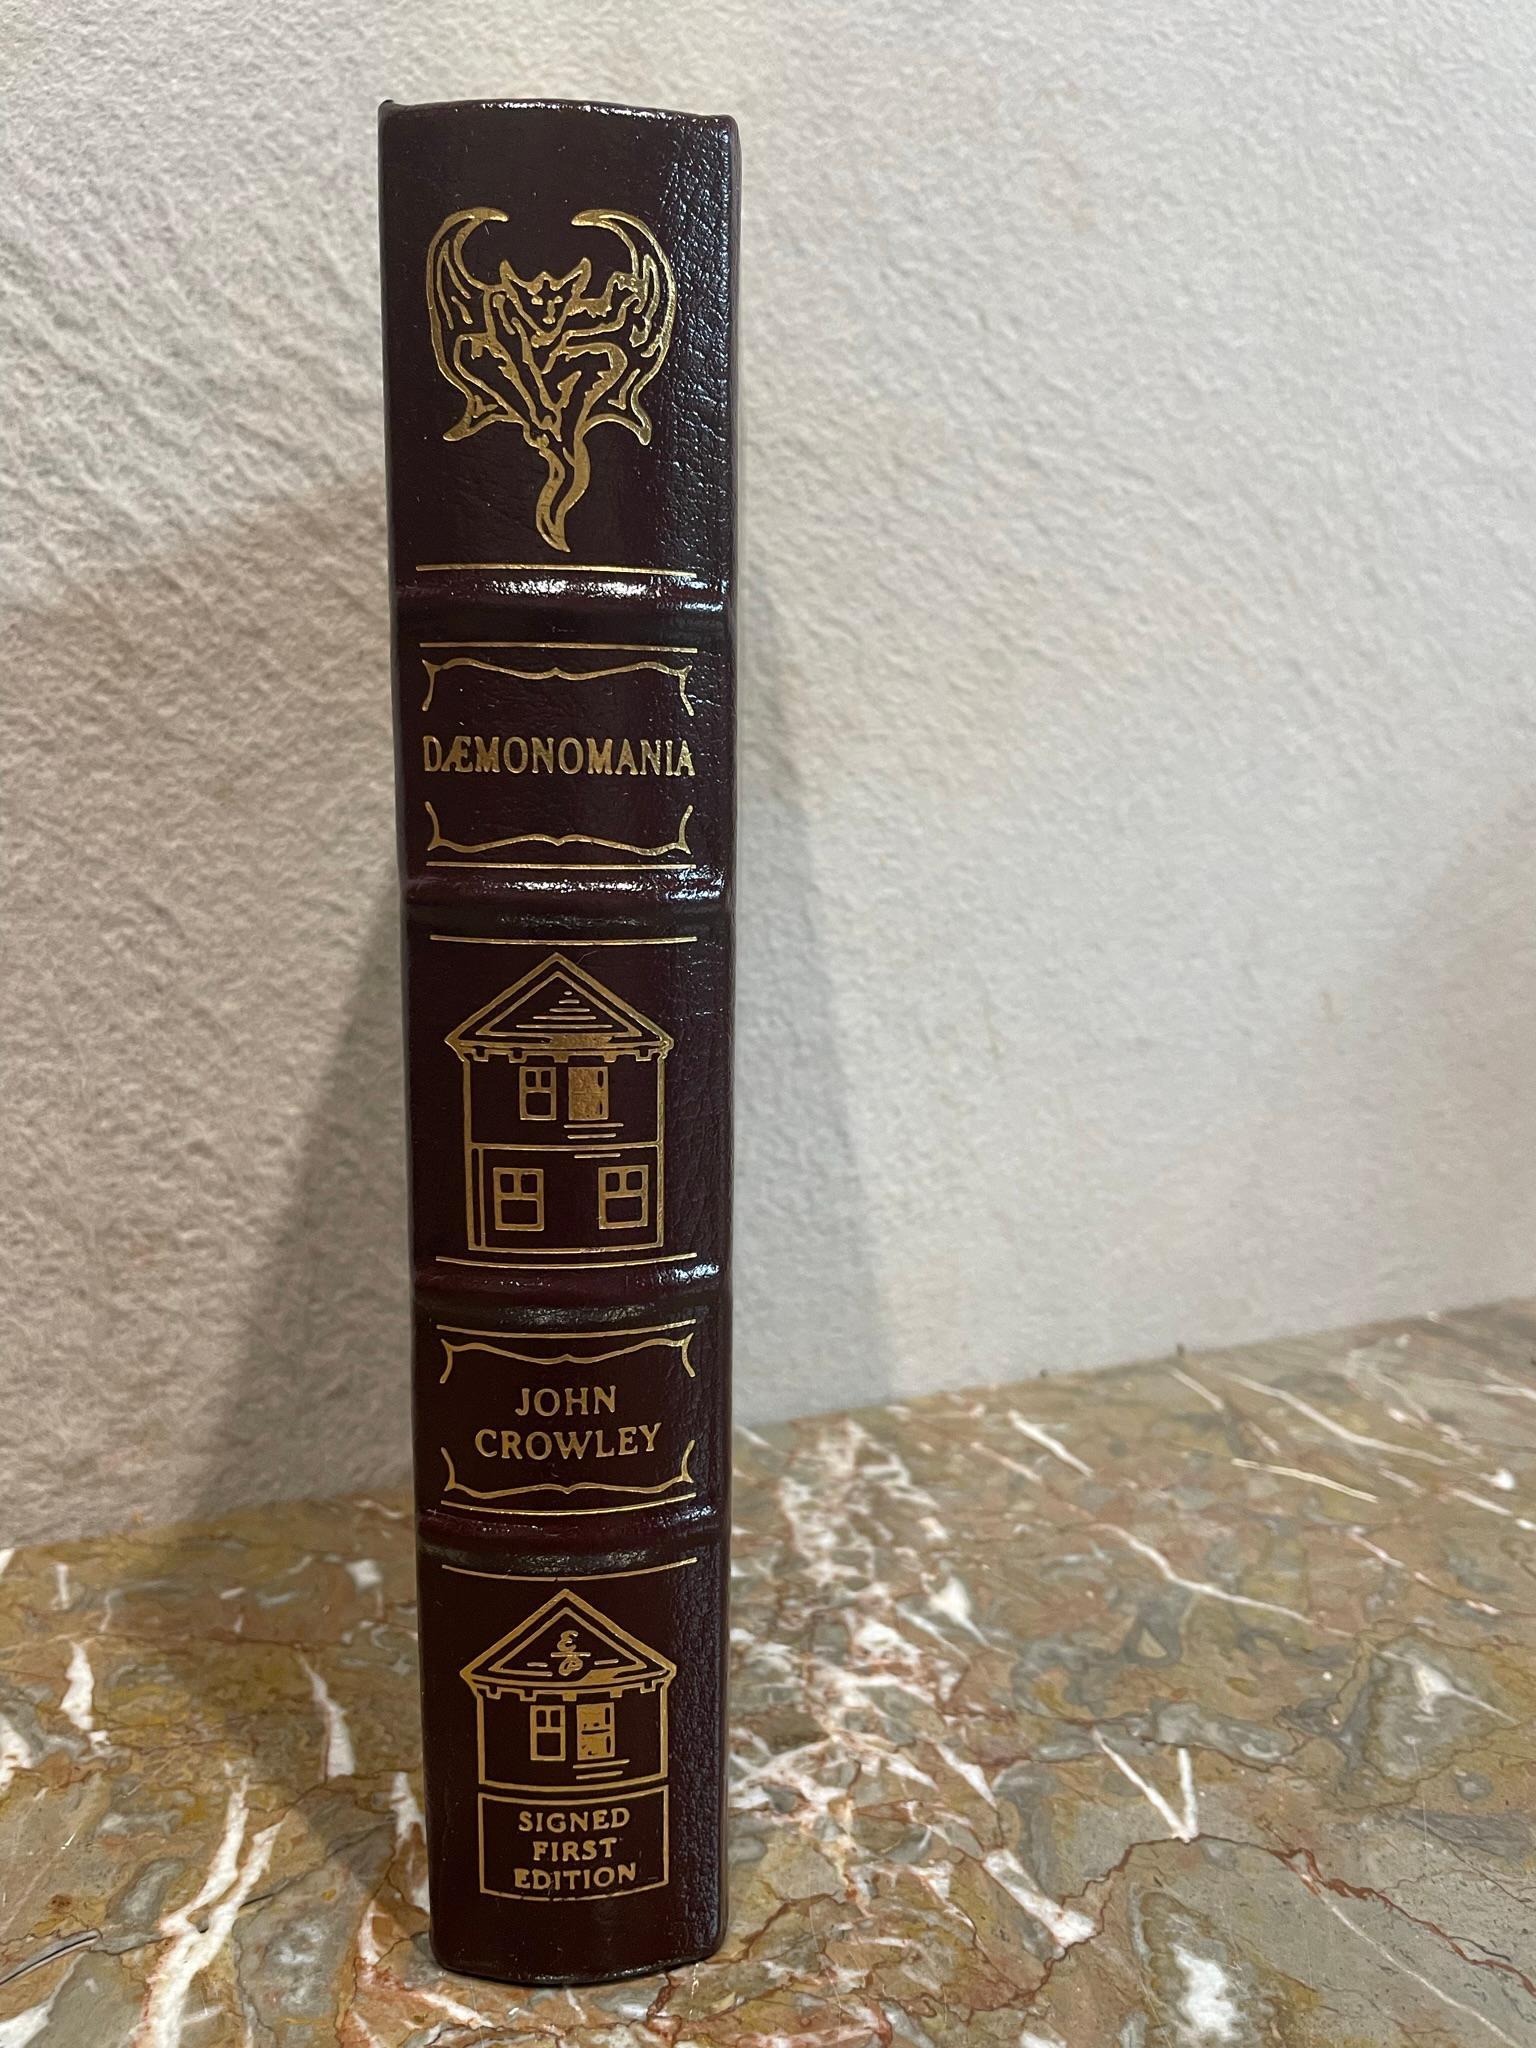 DÆMONOMANIA
JOHN
CROWLEY
SIGNED
FIRST
EDITION